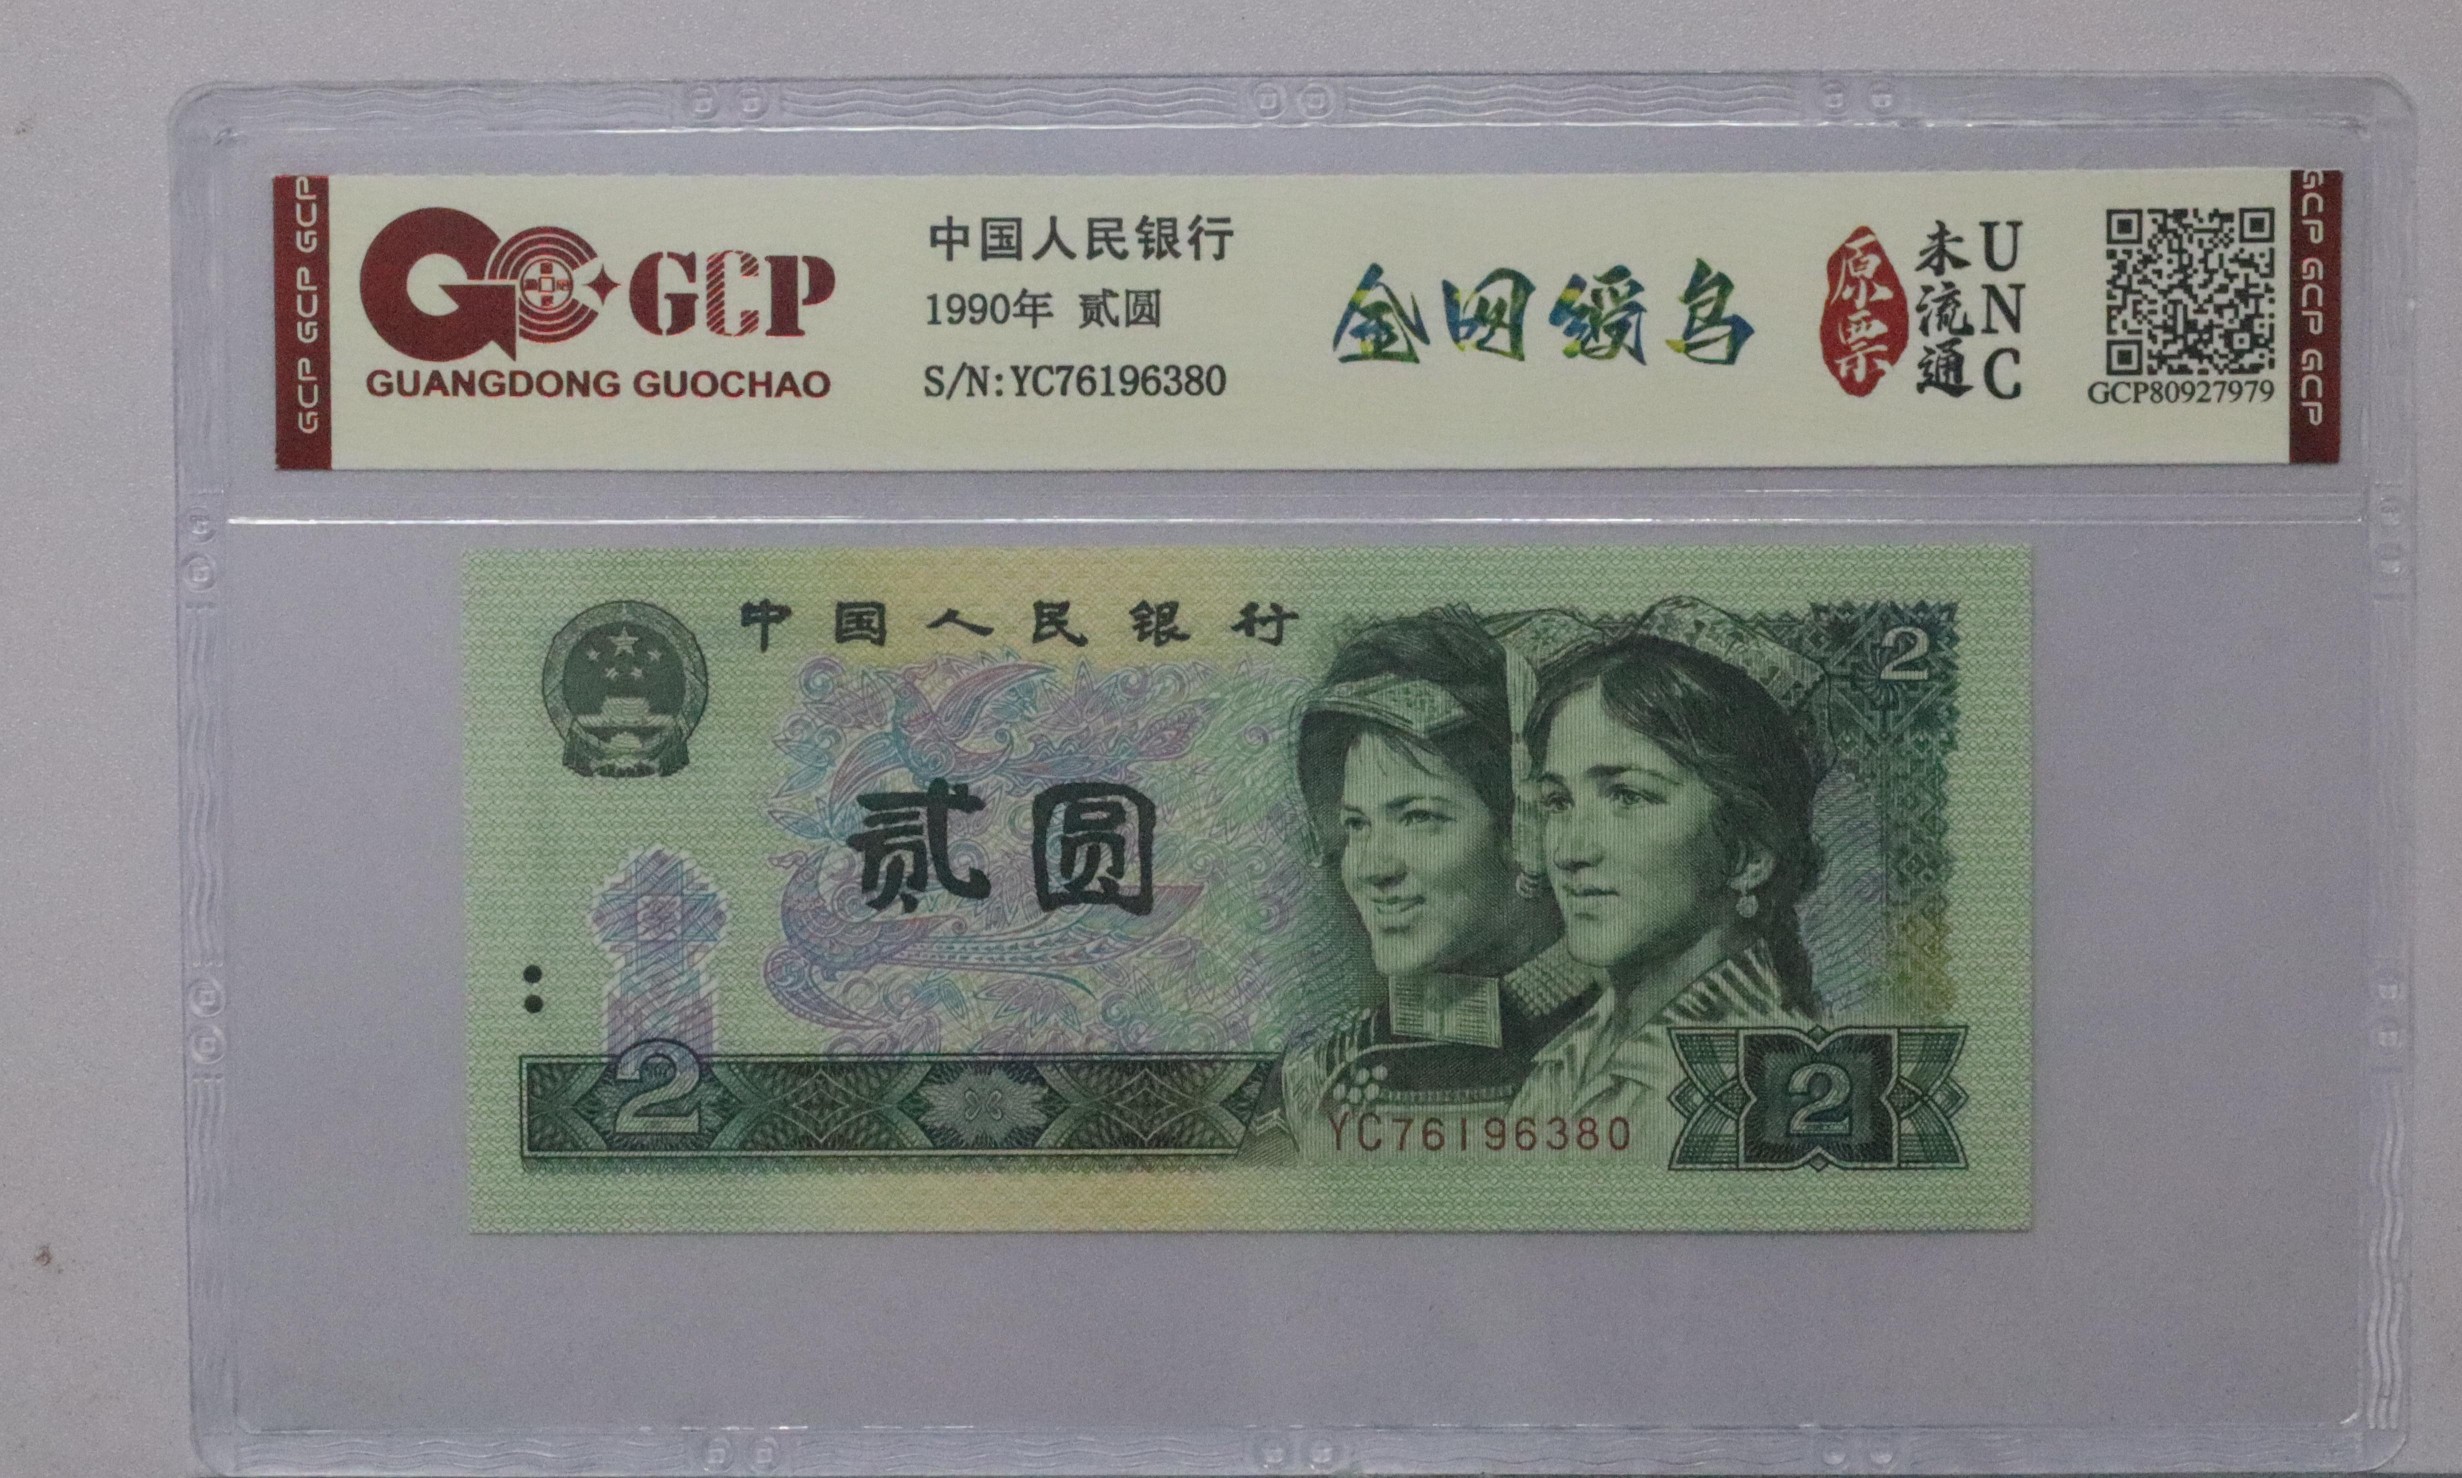 GCP GCP GCP
GCP
GUANGDONG GUOCHAO
中国人民银行
1990年 贰圆
S/N:YC76196380
全网绶鸟
原票
未流通
UNC
GCP80927979
GCP GCP GCP
中国人民银行
2
贰圆
2
YC76196380
2